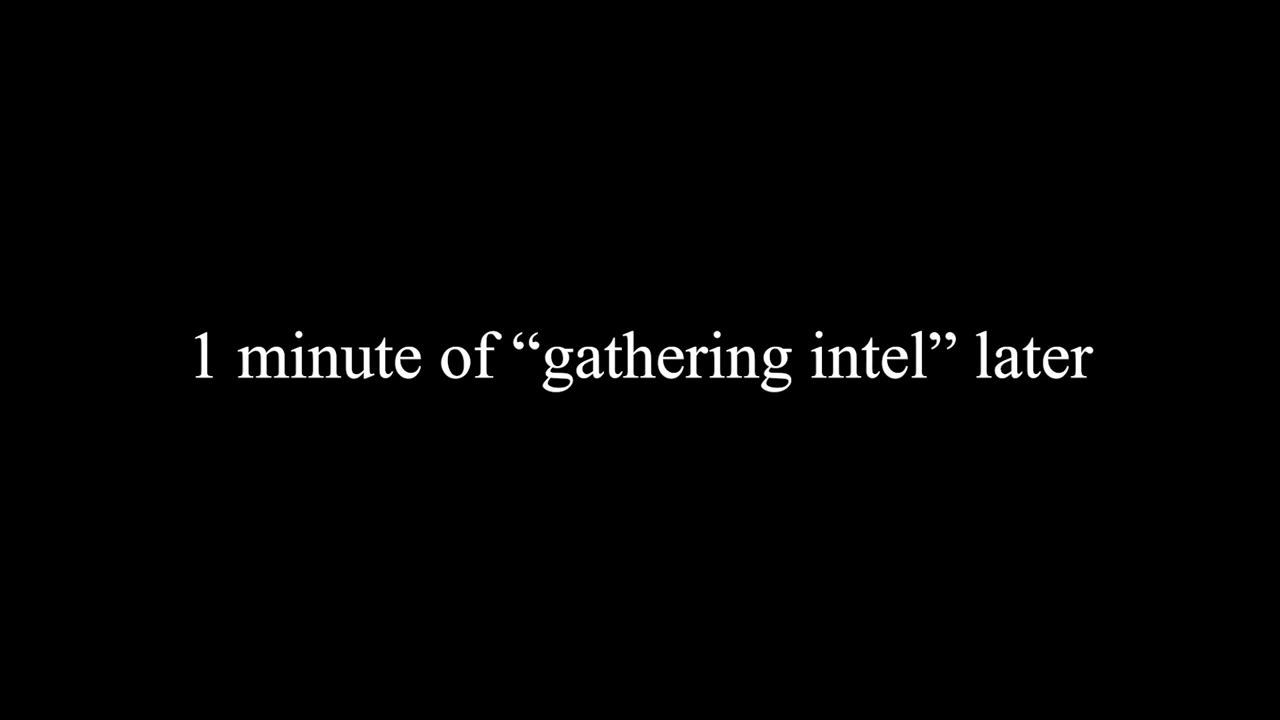 1 minute of “gathering intel” later